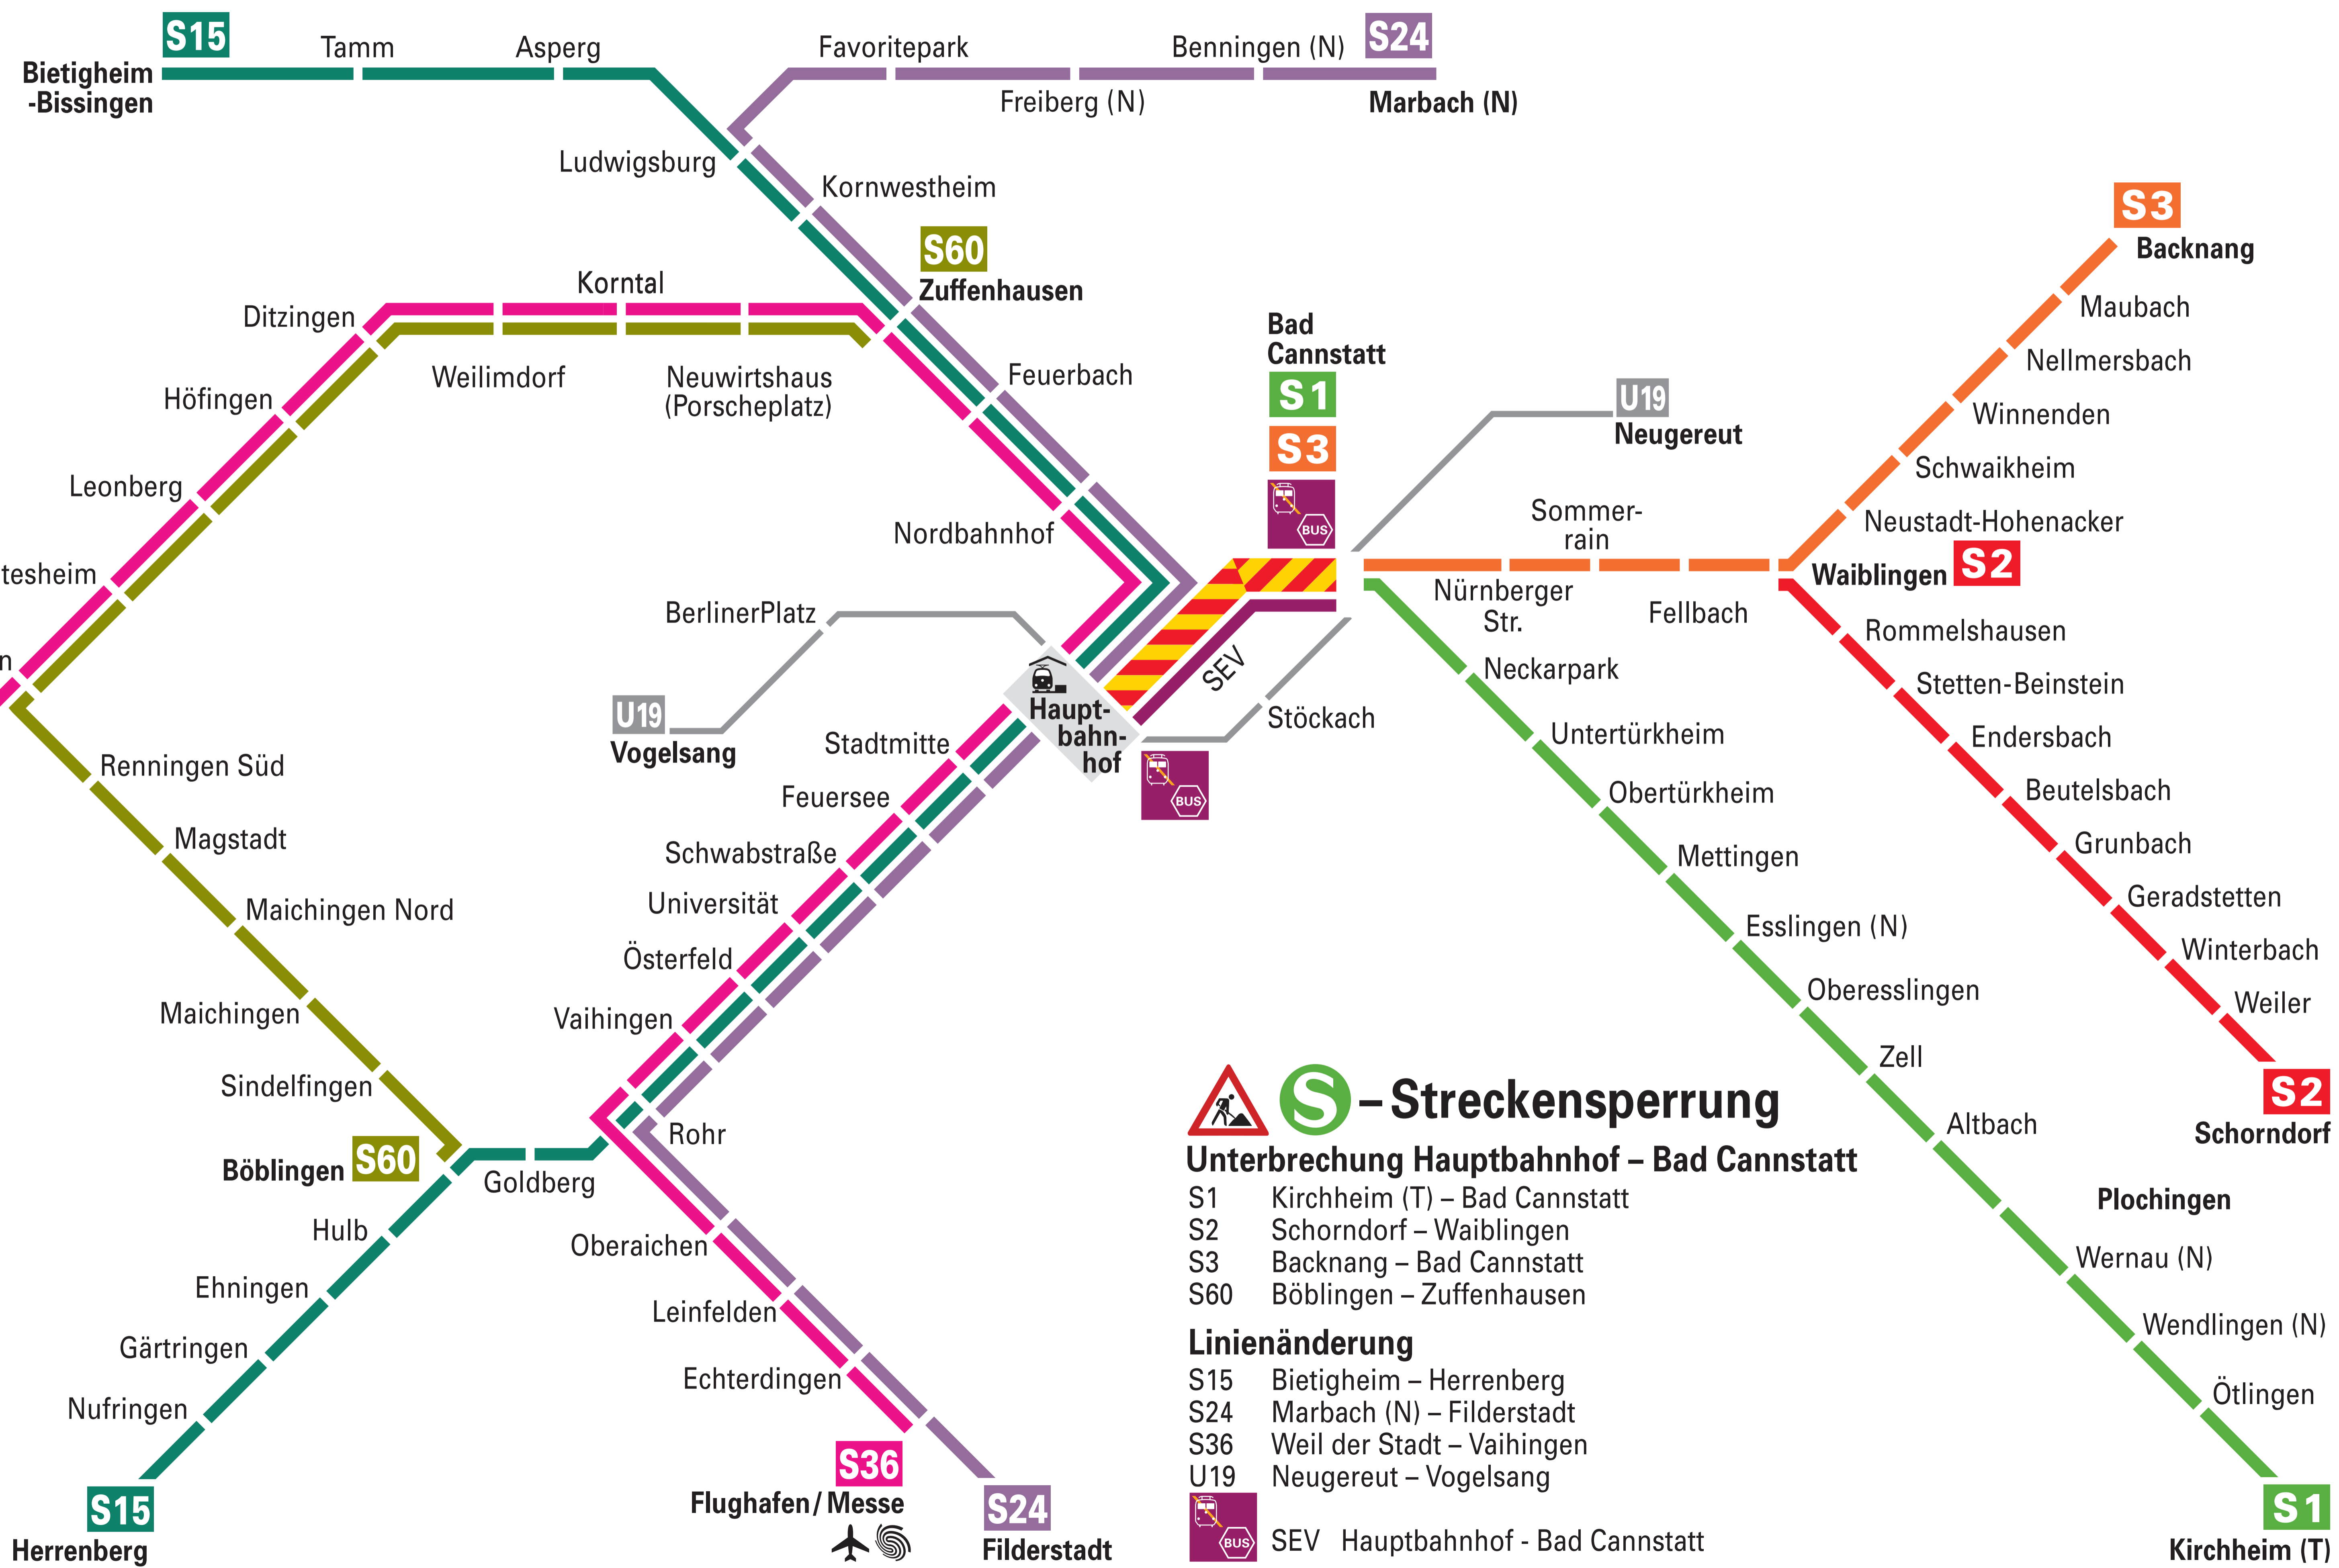 S15
Tamm
Asperg
Favoritepark
Benningen (N)
S24
Bietigheim
-Bissingen
Freiberg (N)
Marbach (N)
Ludwigsburg
Kornwestheim
S60
Zuffenhausen
Korntal
Ditzingen
Weilimdorf
Neuwirtshaus
(Porscheplatz)
Feuerbach
Höfingen
Leonberg
Nordbahnhof
tesheim
n
Bad
Cannstatt
S1
S3
BUS
U19
Neugereut
S3
Backnang
Maubach
Nellmersbach
Winnenden
Schwaikheim
Neustadt-Hohenacker
Sommer-
rain
Nürnberger
Str.
Fellbach
Waiblingen
S2
Rommelshausen
Stetten-Beinstein
Endersbach
Beutelsbach
Grunbach
Geradstetten
Winterbach
Weiler
S2
Schorndorf
BerlinerPlatz
U19
Vogelsang
Haupt-
bahn-
hof
SEV
Stöckach
BUS
Neckarpark
Untertürkheim
Obertürkheim
Mettingen
Esslingen (N)
Oberesslingen
Zell
Altbach
Plochingen
Wernau (N)
Wendlingen (N)
Ötlingen
S1
Kirchheim (T)
Stadtmitte
Feuersee
Schwabstraße
Universität
Österfeld
Vaihingen
Rohr
Renningen Süd
Magstadt
Maichingen Nord
Maichingen
Sindelfingen
Böblingen
S60
Goldberg
Hulb
Ehningen
Gärtringen
Nufringen
S15
Herrenberg
Oberaichen
Leinfelden
Echterdingen
S36
Flughafen/Messe
S24
Filderstadt
S – Streckensperrung
Unterbrechung Hauptbahnhof – Bad Cannstatt
S1 Kirchheim (T) – Bad Cannstatt
S2 Schorndorf – Waiblingen
S3 Backnang – Bad Cannstatt
S60 Böblingen – Zuffenhausen
Linienänderung
S15 Bietigheim – Herrenberg
S24 Marbach (N) – Filderstadt
S36 Weil der Stadt – Vaihingen
U19 Neugereut – Vogelsang
BUS
SEV Hauptbahnhof - Bad Cannstatt